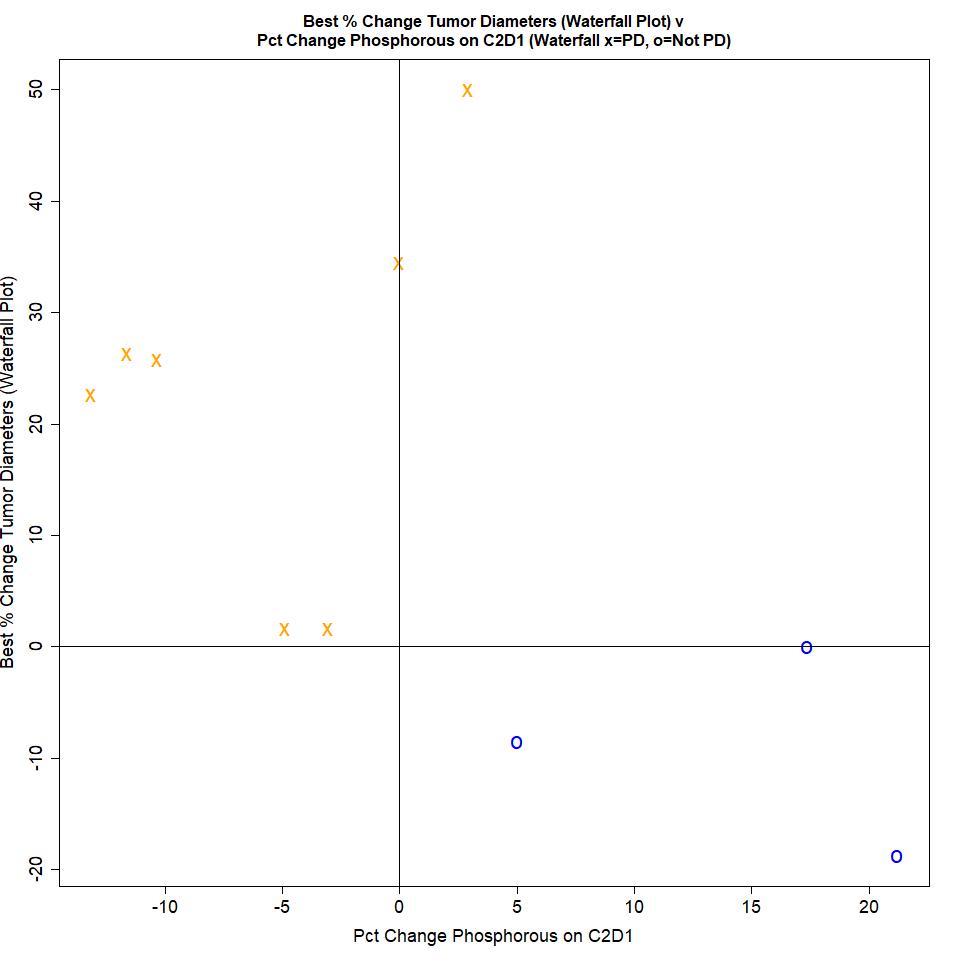 Best % Change Tumor Diameters (Waterfall Plot) v
Pct Change Phosphorous on C2D1 (Waterfall x=PD, o=Not PD)
Best % Change Tumor Diameters (Waterfall Plot)
50
40
30
20
10
0
-10
-20
x
x
x
x
x
x
x
o
o
o
-10
-5
0
5
10
15
20
Pct Change Phosphorous on C2D1